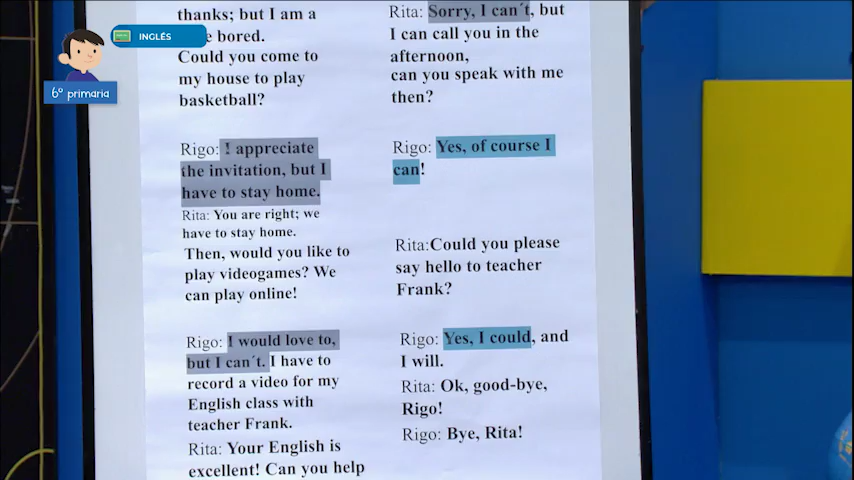 INGLÉS
6º primaria
thanks; but I am a
bored.
Could you come to
my house to play
basketball?
Rigo: I appreciate
the invitation, but I
have to stay home.
Rita: You are right; we
have to stay home.
Then, would you like to
play videogames? We
can play online!
Rigo: I would love to,
but I can´t. I have to
record a video for my
English class with
teacher Frank.
Rita: Your English is
excellent! Can you help
Rita: Sorry, I can´t, but
I can call you in the
afternoon,
can you speak with me
then?
Rigo: Yes, of course I
can!
Rita:Could you please
say hello to teacher
Frank?
Rigo: Yes, I could, and
I will.
Rita: Ok, good-bye,
Rigo!
Rigo: Bye, Rita!